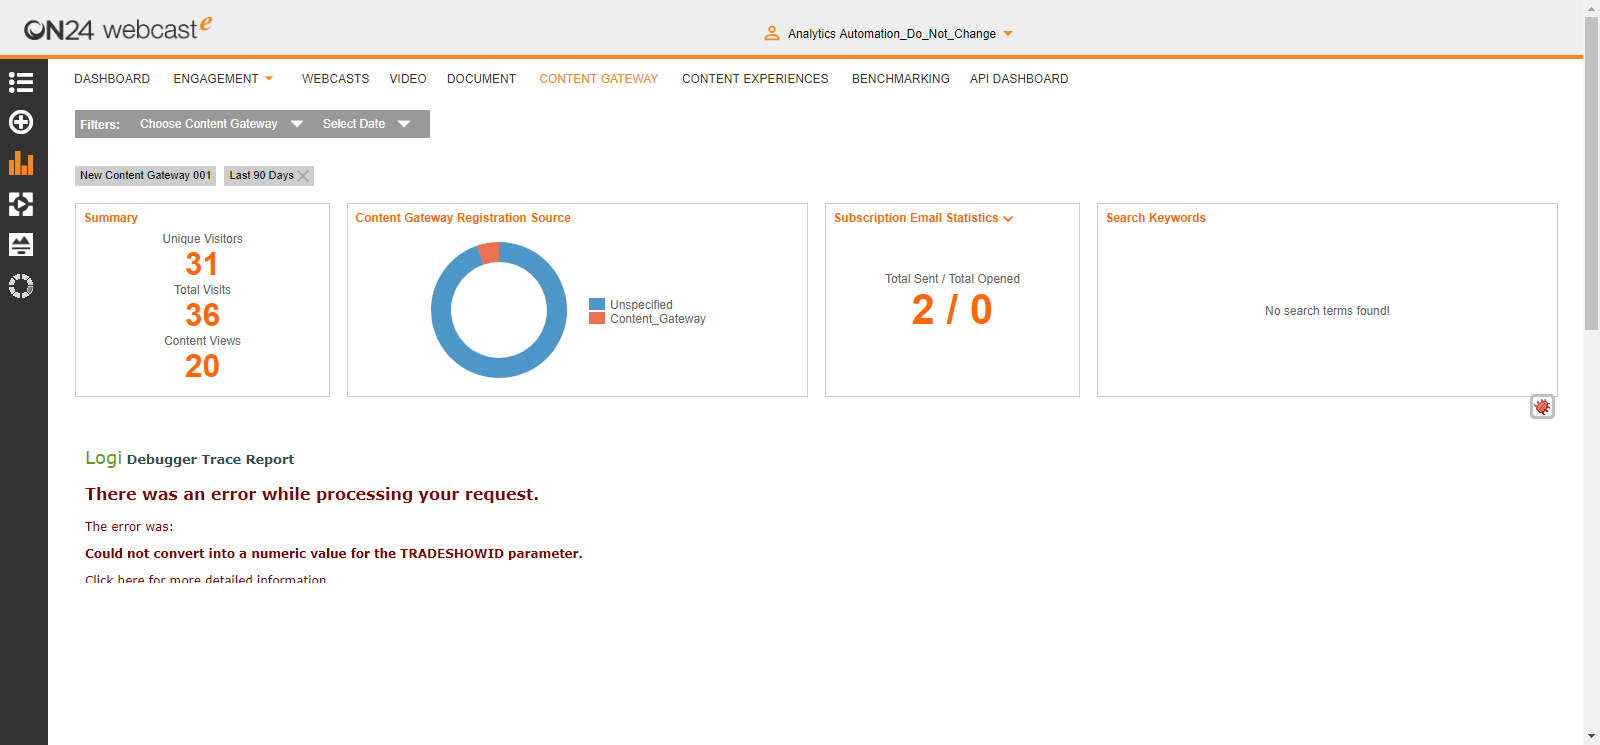 ON24 webcast e
Analytics Automation_Do_Not_Change
DASHBOARD ENGAGEMENT WEBCASTS VIDEO DOCUMENT CONTENT GATEWAY CONTENT EXPERIENCES BENCHMARKING API DASHBOARD
Filters: Choose Content Gateway Select Date
New Content Gateway 001 Last 90 Days
Summary
Unique Visitors
31
Total Visits
36
Content Views
20
Content Gateway Registration Source
Unspecified
Content_Gateway
Subscription Email Statistics
Total Sent / Total Opened
2 / 0
Search Keywords
No search terms found!
Logi Debugger Trace Report
There was an error while processing your request.
The error was:
Could not convert into a numeric value for the TRADESHOWID parameter.
Click here for more detailed information